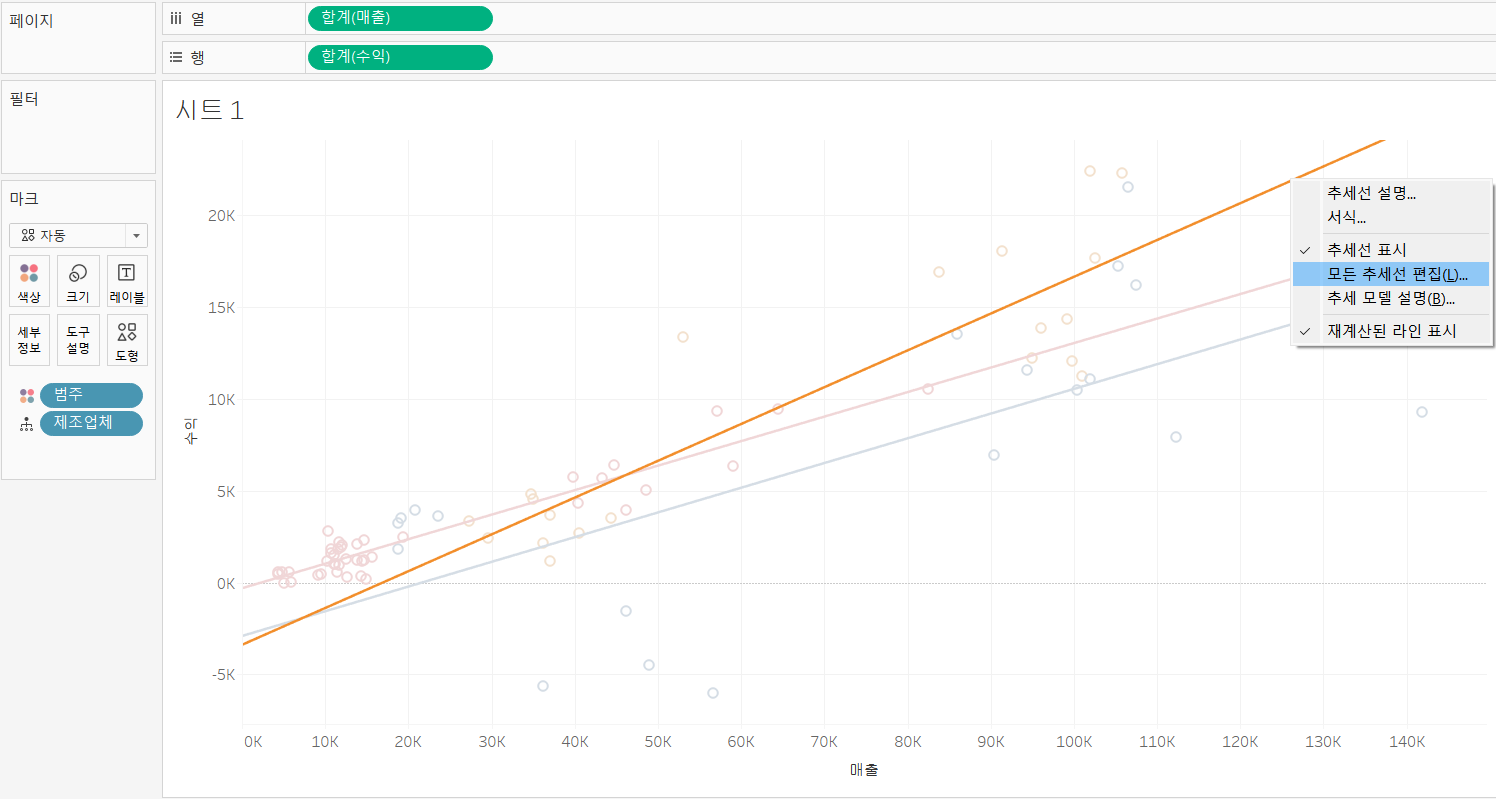 페이지
열
합계(매출)
행
합계(수익)
필터
마크
자동
색상
크기
레이블
세부
정보
도구
설명
도형
범주
제조업체
시트 1
20K
15K
10K
5K
0K
-5K
수익
0K 10K 20K 30K 40K 50K 60K 70K 80K 90K 100K 110K 120K 130K 140K
매출
추세선 설명...
서식...
추세선 표시
모든 추세선 편집(L)...
추세 모델 설명(B)...
재계산된 라인 표시